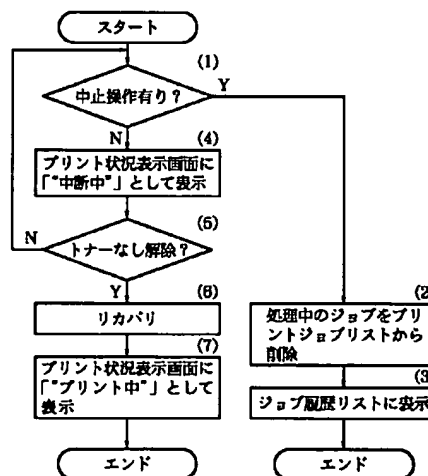 スタート
(1)
中止操作有り?
Y
N
(4)
プリント状況表示画面に
「"中断中"」として表示
(5)
N
トナーなし解除?
Y
(6)
リカバリ
(2)
処理中のジョブをプリ
ントジョブリストから
削除
(7)
プリント状況表示画面に
「"プリント中"」として
表示
(3)
ジョブ履歴リストに表示
エンド
エンド